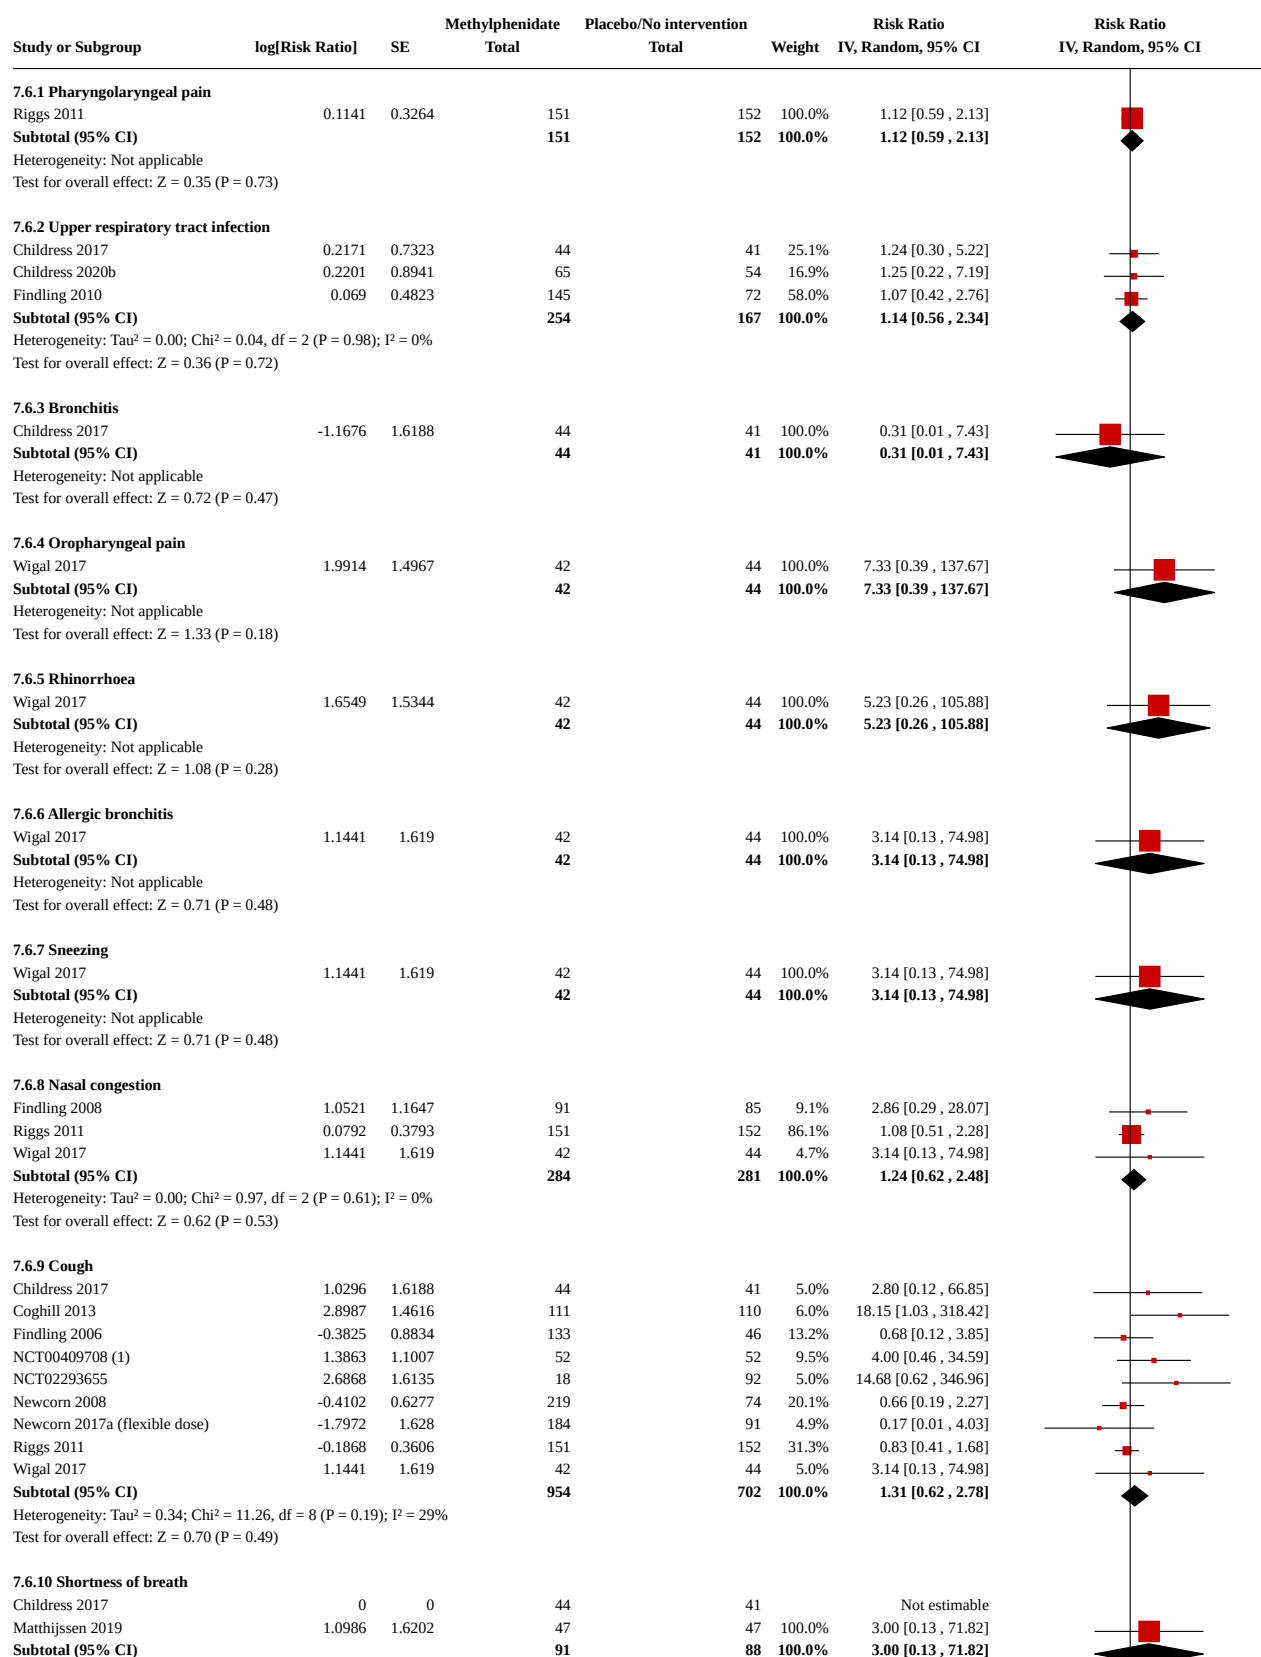 Methylphenidate Placebo/No intervention Risk Ratio Risk Ratio
Study or Subgroup log[Risk Ratio] SE Total Total Weight IV, Random, 95% CI IV, Random, 95% CI
7.6.1 Pharyngolaryngeal pain
Riggs 2011 0.1141 0.3264 151 152 100.0% 1.12 [0.59 , 2.13]
Subtotal (95% CI) 151 152 100.0% 1.12 [0.59 , 2.13]
Heterogeneity: Not applicable
Test for overall effect: Z = 0.35 (P = 0.73)
7.6.2 Upper respiratory tract infection
Childress 2017 0.2171 0.7323 44 41 25.1% 1.24 [0.30 , 5.22]
Childress 2020b 0.2201 0.8941 65 54 16.9% 1.25 [0.22 , 7.19]
Findling 2010 0.069 0.4823 145 72 58.0% 1.07 [0.42 , 2.76]
Subtotal (95% CI) 254 167 100.0% 1.14 [0.56 , 2.34]
Heterogeneity: Tau² = 0.00; Chi² = 0.04, df = 2 (P = 0.98); I² = 0%
Test for overall effect: Z = 0.36 (P = 0.72)
7.6.3 Bronchitis
Childress 2017 -1.1676 1.6188 44 41 100.0% 0.31 [0.01 , 7.43]
Subtotal (95% CI) 44 41 100.0% 0.31 [0.01 , 7.43]
Heterogeneity: Not applicable
Test for overall effect: Z = 0.72 (P = 0.47)
7.6.4 Oropharyngeal pain
Wigal 2017 1.9914 1.4967 42 44 100.0% 7.33 [0.39 , 137.67]
Subtotal (95% CI) 42 44 100.0% 7.33 [0.39 , 137.67]
Heterogeneity: Not applicable
Test for overall effect: Z = 1.33 (P = 0.18)
7.6.5 Rhinorrhoea
Wigal 2017 1.6549 1.5344 42 44 100.0% 5.23 [0.26 , 105.88]
Subtotal (95% CI) 42 44 100.0% 5.23 [0.26 , 105.88]
Heterogeneity: Not applicable
Test for overall effect: Z = 1.08 (P = 0.28)
7.6.6 Allergic bronchitis
Wigal 2017 1.1441 1.619 42 44 100.0% 3.14 [0.13 , 74.98]
Subtotal (95% CI) 42 44 100.0% 3.14 [0.13 , 74.98]
Heterogeneity: Not applicable
Test for overall effect: Z = 0.71 (P = 0.48)
7.6.7 Sneezing
Wigal 2017 1.1441 1.619 42 44 100.0% 3.14 [0.13 , 74.98]
Subtotal (95% CI) 42 44 100.0% 3.14 [0.13 , 74.98]
Heterogeneity: Not applicable
Test for overall effect: Z = 0.71 (P = 0.48)
7.6.8 Nasal congestion
Findling 2008 1.0521 1.1647 91 85 9.1% 2.86 [0.29 , 28.07]
Riggs 2011 0.0792 0.3793 151 152 86.1% 1.08 [0.51 , 2.28]
Wigal 2017 1.1441 1.619 42 44 4.7% 3.14 [0.13 , 74.98]
Subtotal (95% CI) 284 281 100.0% 1.24 [0.62 , 2.48]
Heterogeneity: Tau² = 0.00; Chi² = 0.97, df = 2 (P = 0.61); I² = 0%
Test for overall effect: Z = 0.62 (P = 0.53)
7.6.9 Cough
Childress 2017 1.0296 1.6188 44 41 5.0% 2.80 [0.12 , 66.85]
Coghill 2013 2.8987 1.4616 111 110 6.0% 18.15 [1.03 , 318.42]
Findling 2006 -0.3825 0.8834 133 46 13.2% 0.68 [0.12 , 3.85]
NCT00409708 (1) 1.3863 1.1007 52 52 9.5% 4.00 [0.46 , 34.59]
NCT02293655 2.6868 1.6135 18 92 5.0% 14.68 [0.62 , 346.96]
Newcorn 2008 -0.4102 0.6277 219 74 20.1% 0.66 [0.19 , 2.27]
Newcorn 2017a (flexible dose) -1.7972 1.628 184 91 4.9% 0.17 [0.01 , 4.03]
Riggs 2011 -0.1868 0.3606 151 152 31.3% 0.83 [0.41 , 1.68]
Wigal 2017 1.1441 1.619 42 44 5.0% 3.14 [0.13 , 74.98]
Subtotal (95% CI) 954 702 100.0% 1.31 [0.62 , 2.78]
Heterogeneity: Tau² = 0.34; Chi² = 11.26, df = 8 (P = 0.19); I² = 29%
Test for overall effect: Z = 0.70 (P = 0.49)
7.6.10 Shortness of breath
Childress 2017 0 0 44 41 Not estimable
Matthijssen 2019 1.0986 1.6202 47 47 100.0% 3.00 [0.13 , 71.82]
Subtotal (95% CI) 91 88 100.0% 3.00 [0.13 , 71.82]